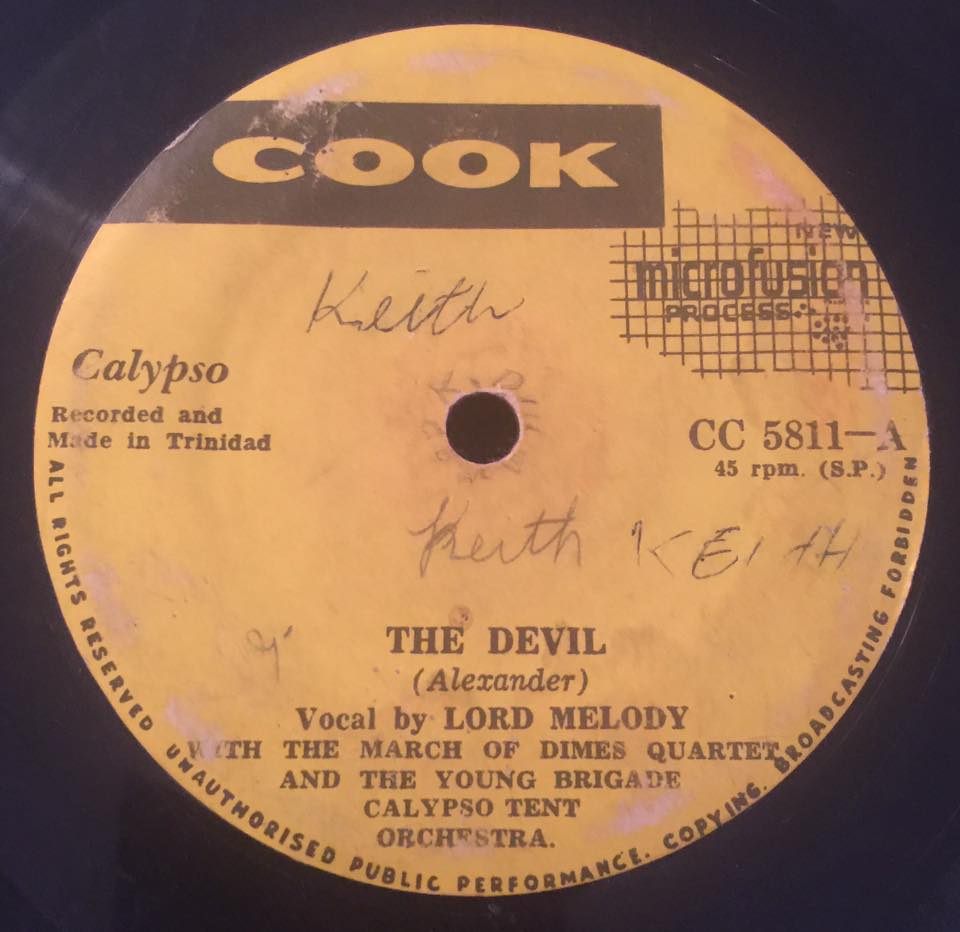 COOK
NEW
microfusion
PROCESS
Keith
Calypso
Recorded and
Made in Trinidad
CC 5811—A
45 rpm. (S.P.)
Keith KEITH
THE DEVIL
(Alexander)
Vocal by LORD MELODY
WITH THE MARCH OF DIMES QUARTET
AND THE YOUNG BRIGADE
CALYPSO TENT
ORCHESTRA.
ALL RIGHTS RESERVED UNAUTHORISED PUBLIC PERFORMANCE. COPYING. BROADCASTING FORBIDDEN